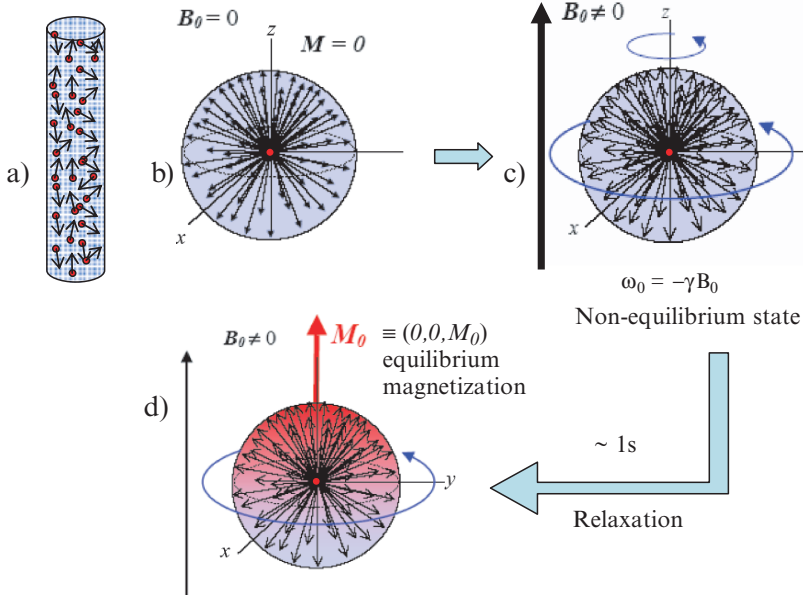 a)
b)
B₀ = 0
M = 0
z
x
c)
B₀ ≠ 0
z
x
ω₀ = −γB₀
Non-equilibrium state
~ 1s
Relaxation
d)
B₀ ≠ 0
M₀ ≡ (0,0,M₀)
equilibrium
magnetization
y
x